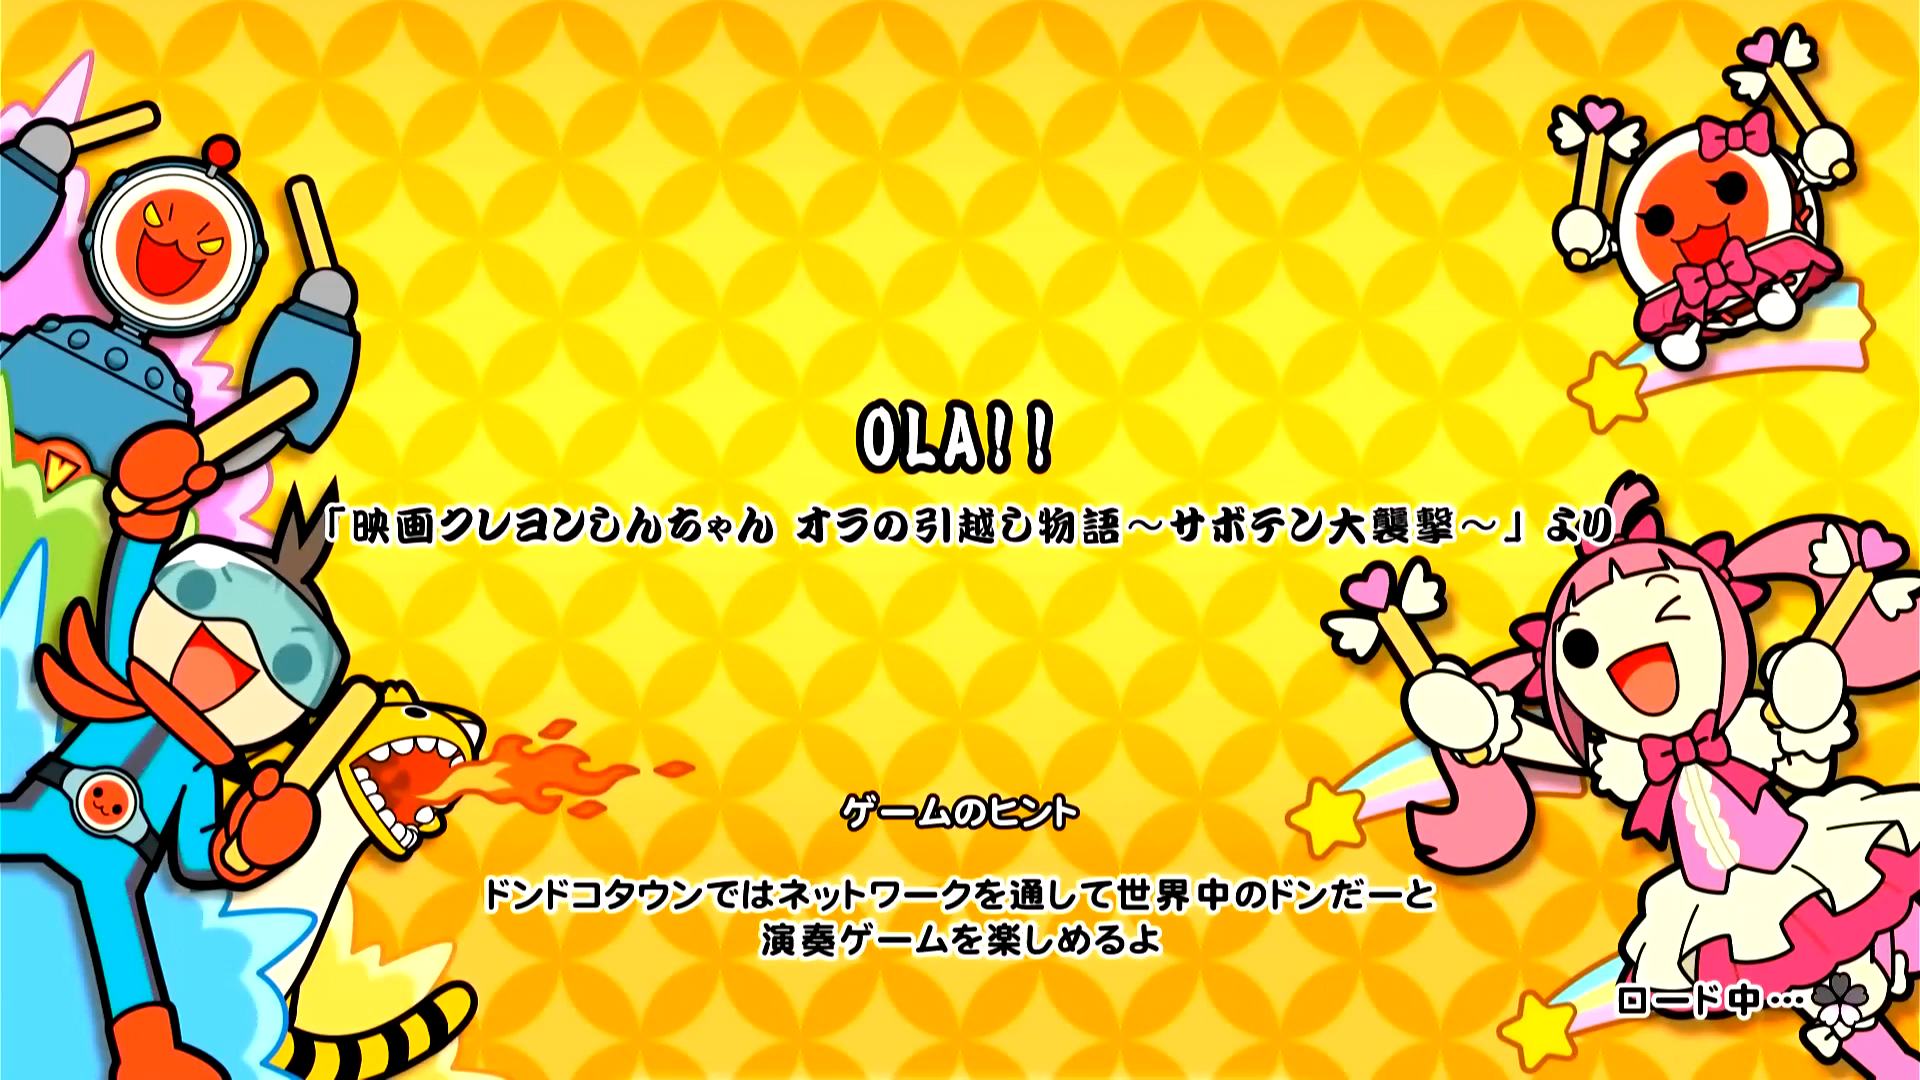 OLA!!
「映画クレヨンしんちゃん オラの引越し物語～サボテン大襲撃～」より
ゲームのヒント
ドンドコタウンではネットワークを通して世界中のドンだーと
演奏ゲームを楽しめるよ
ロード中…